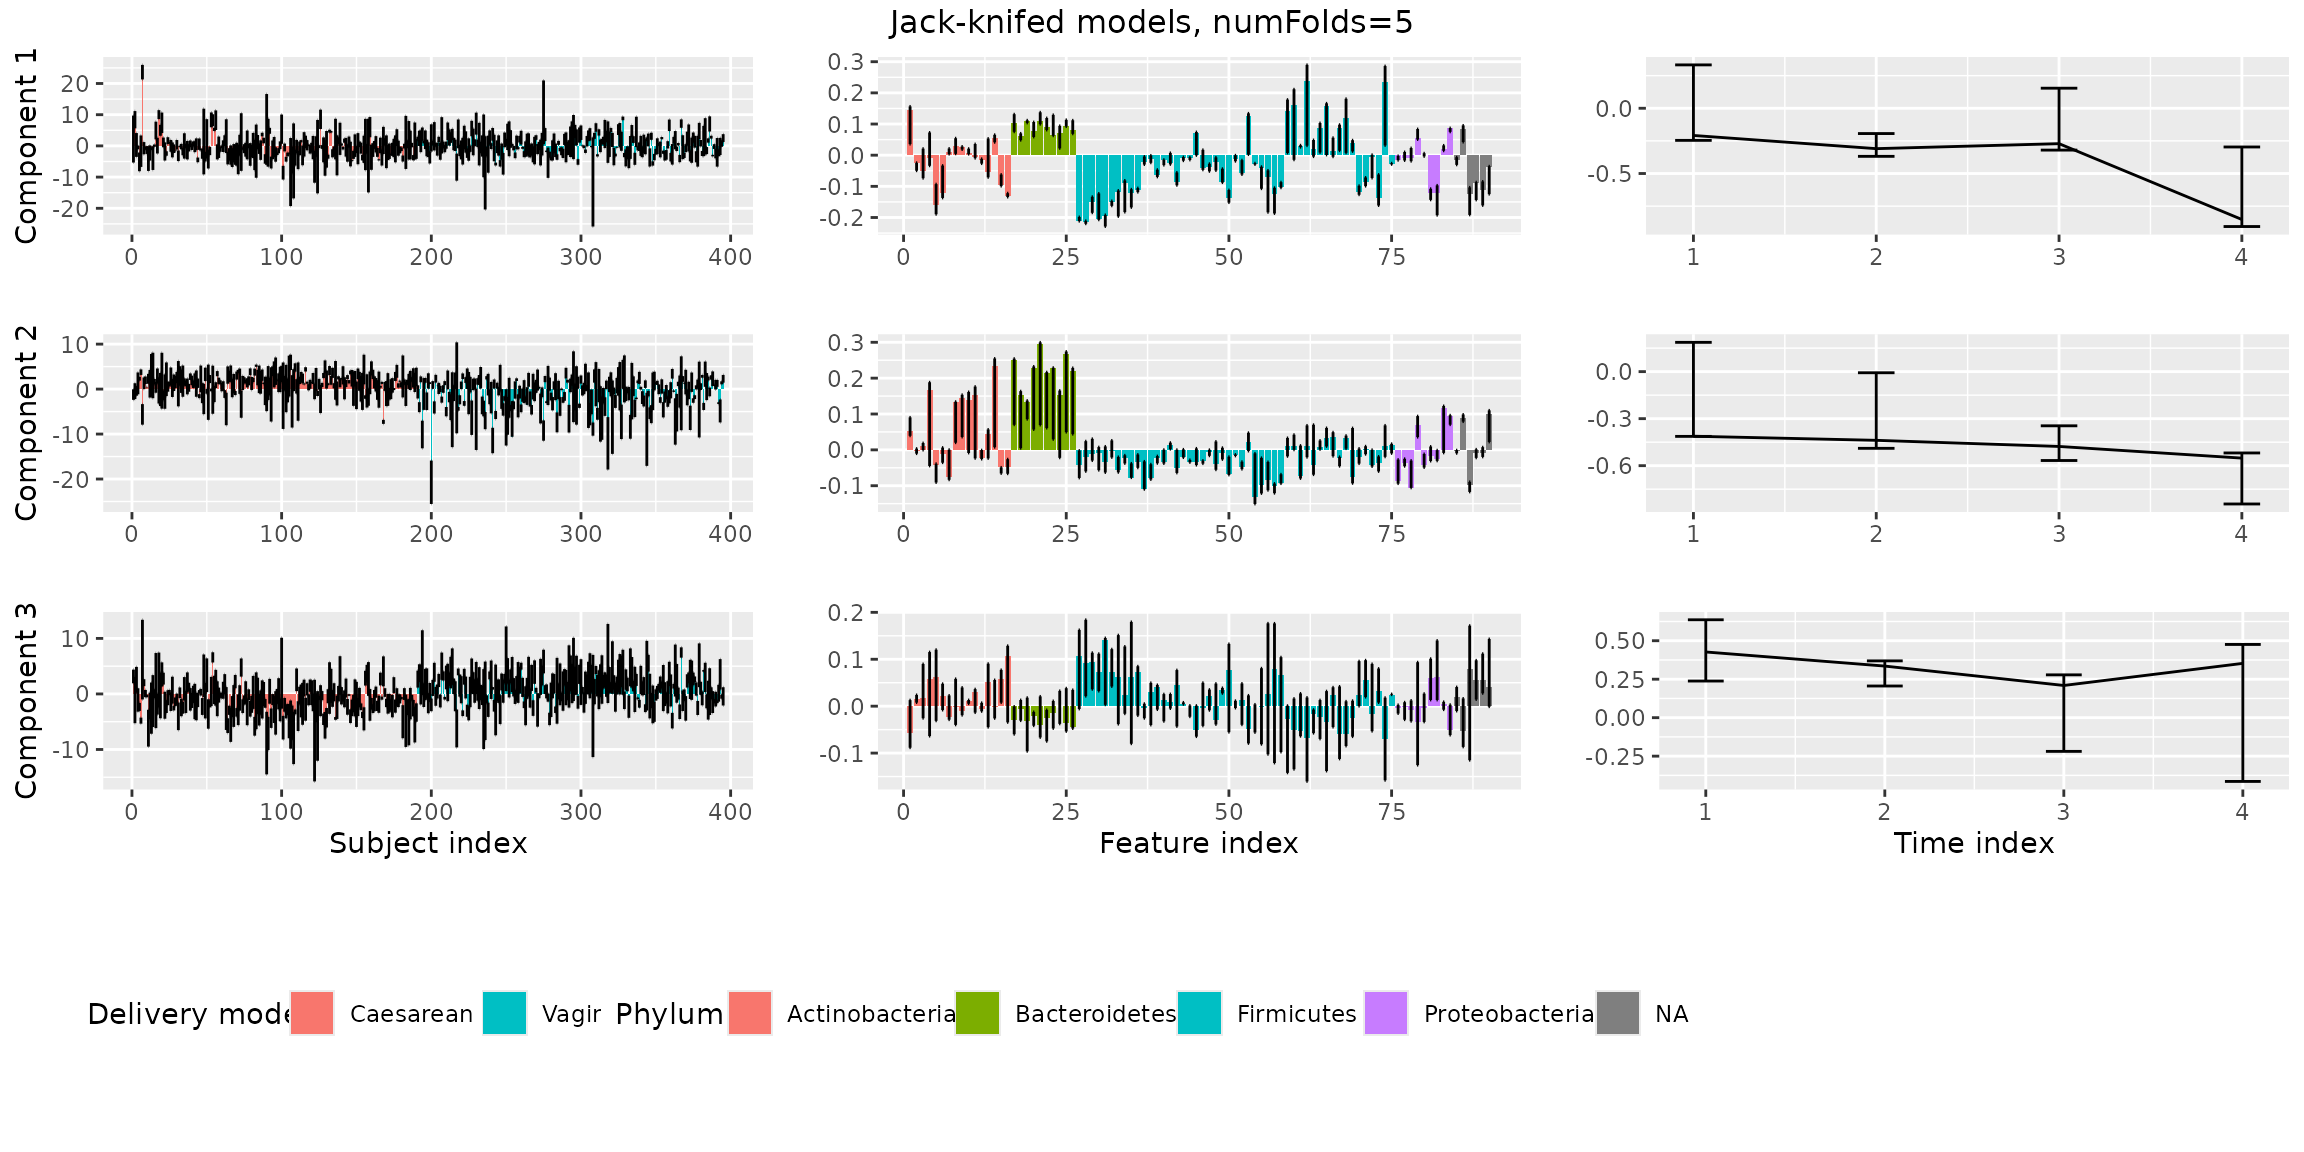 Jack-knifed models, numFolds=5
Component 1
20
10
0
-10
-20
0 100 200 300 400
0.3
0.2
0.1
0.0
-0.1
-0.2
0 25 50 75
0.0
-0.5
1 2 3 4
Component 2
10
0
-10
-20
0 100 200 300 400
0.3
0.2
0.1
0.0
-0.1
0 25 50 75
0.0
-0.3
-0.6
1 2 3 4
Component 3
10
0
-10
0 100 200 300 400
Subject index
0.2
0.1
0.0
-0.1
0 25 50 75
Feature index
0.50
0.25
0.00
-0.25
1 2 3 4
Time index
Delivery mode Caesarean Vagir Phylum Actinobacteria Bacteroidetes Firmicutes Proteobacteria NA